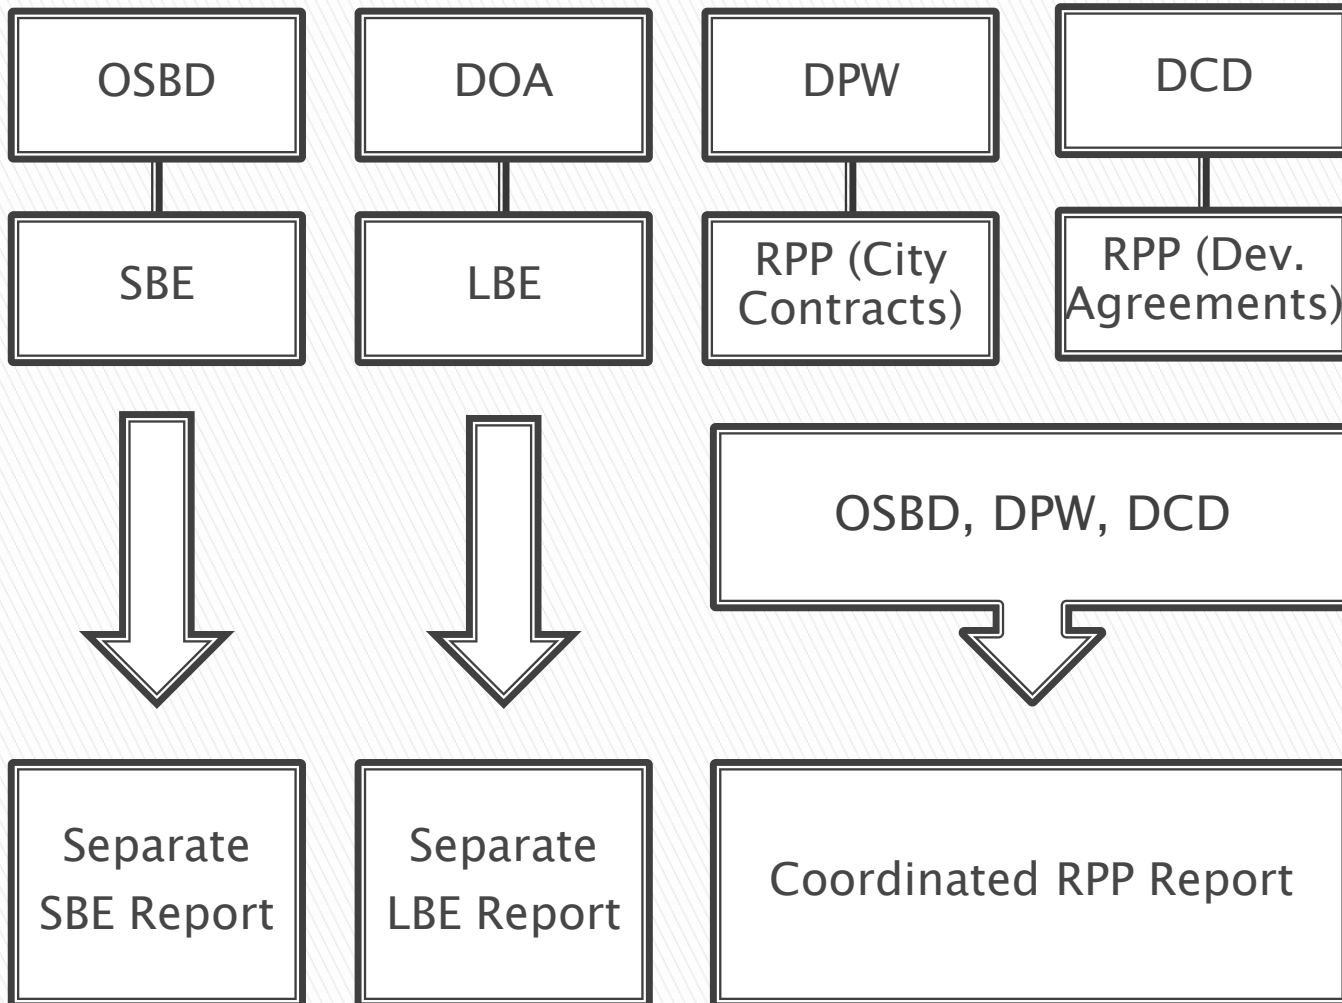 OSBD
DOA
DPW
DCD
SBE
LBE
RPP (City
Contracts)
RPP (Dev.
Agreements)
OSBD, DPW, DCD
Separate
SBE Report
Separate
LBE Report
Coordinated RPP Report